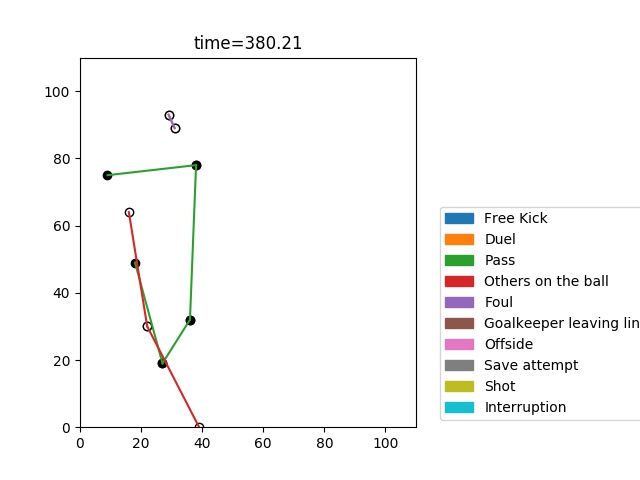 time=380.21
100
80
60
40
20
0
0 20 40 60 80 100
Free Kick
Duel
Pass
Others on the ball
Foul
Goalkeeper leaving lin
Offside
Save attempt
Shot
Interruption